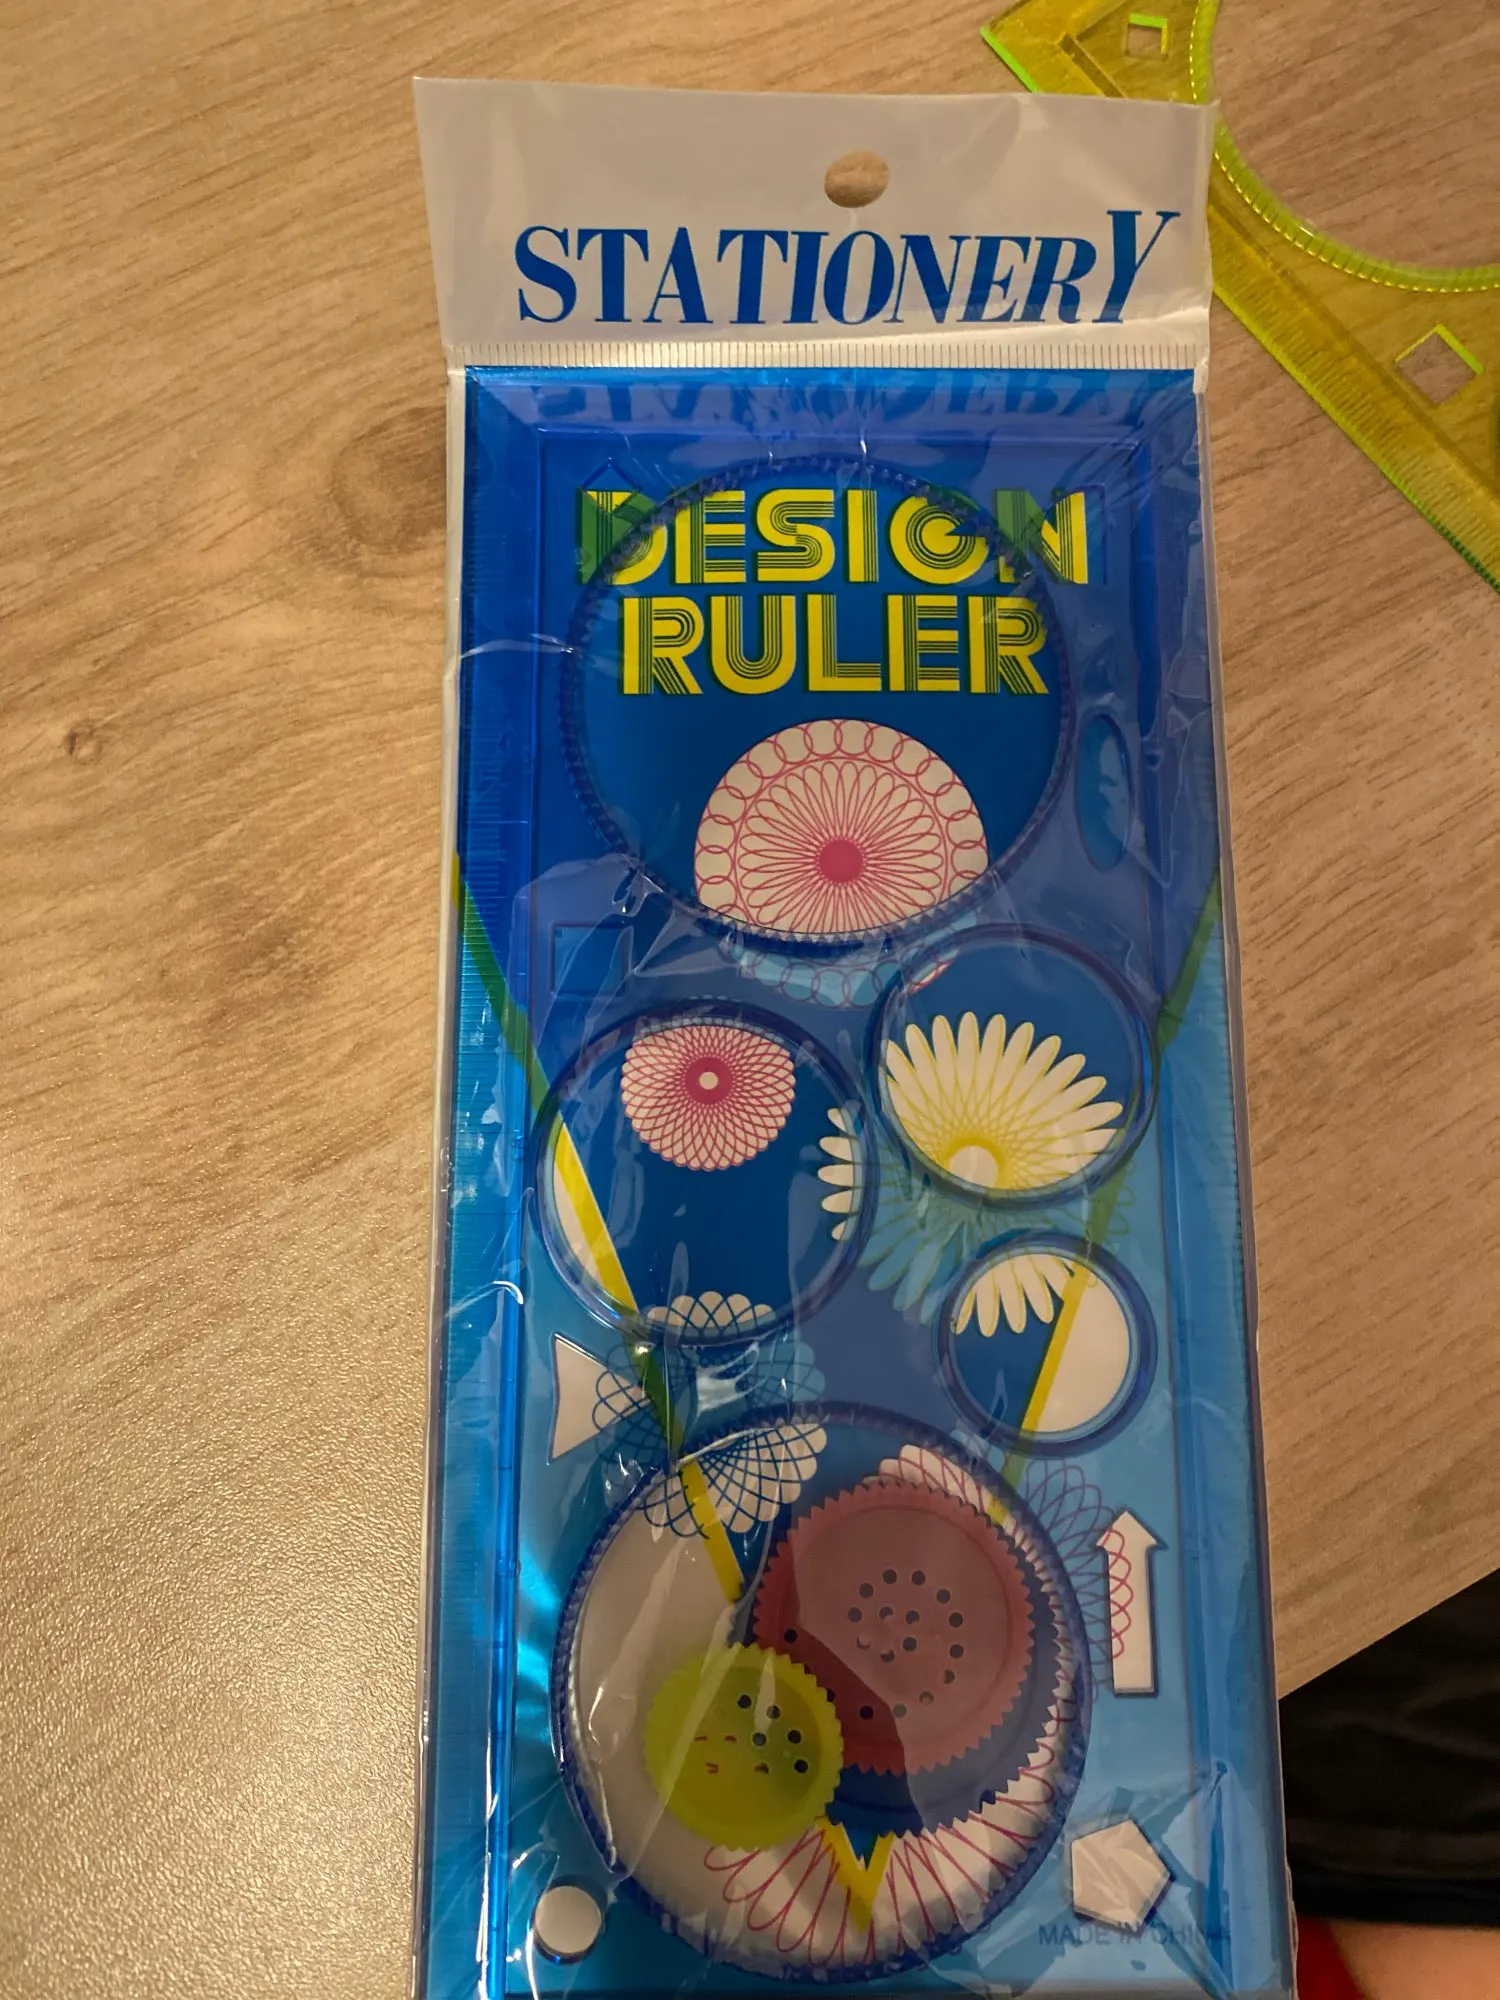 STATIONERY
DESIGN
RULER
MADE IN CHINA